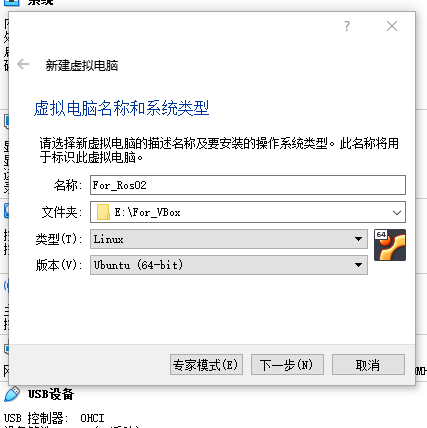 系统
?
新建虚拟电脑
虚拟电脑名称和系统类型
请选择新虚拟电脑的描述名称及要安装的操作系统类型。此名称将用
于标识此虚拟电脑。
名称: For_RosO2
文件夹: E:\For_VBox
类型(T): Linux
64
版本(V): Ubuntu (64-bit)
专家模式(E) 下一步(N) 取消
USB设备
USB 控制器: OHCI